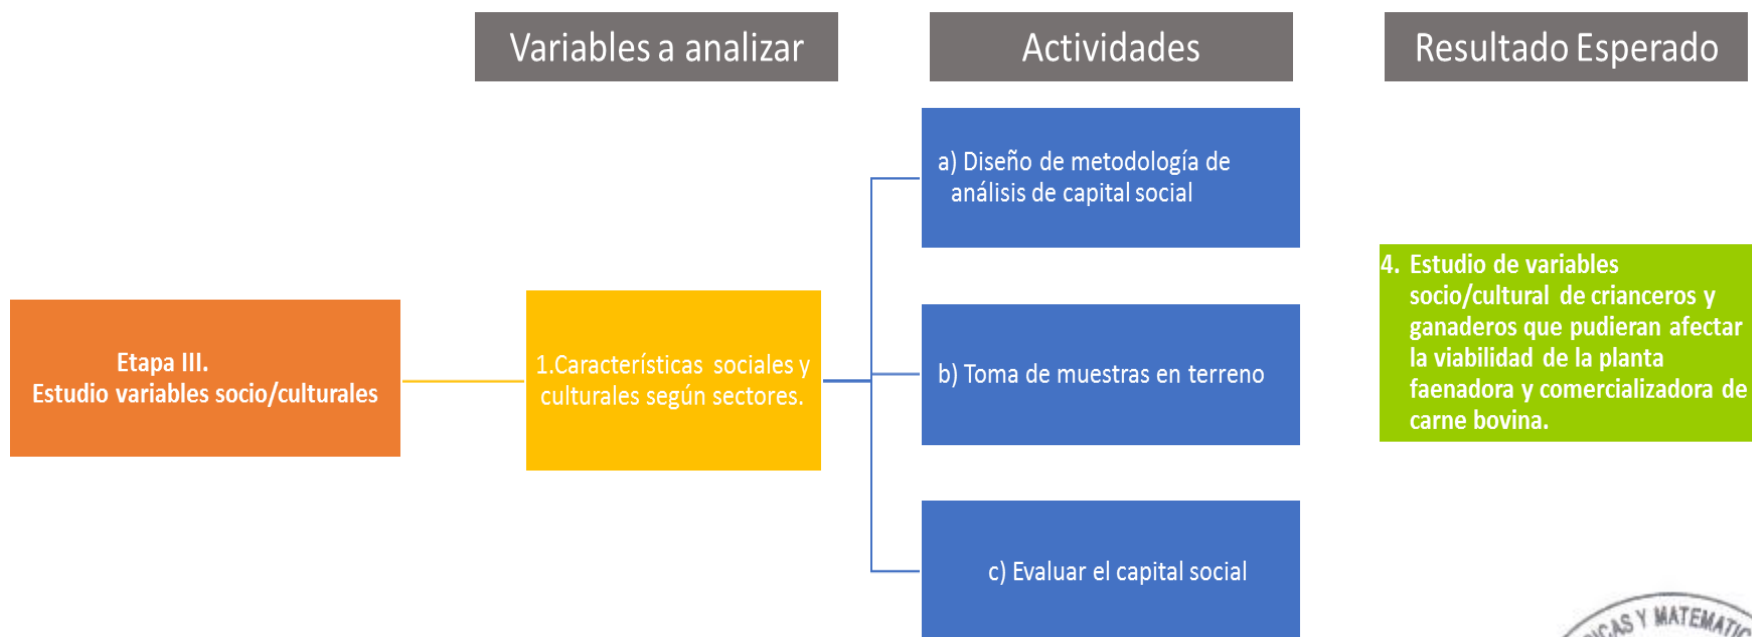 Variables a analizar
Actividades
Resultado Esperado
a) Diseño de metodología de
análisis de capital social
4. Estudio de variables
socio/cultural de crianceros y
ganaderos que pudieran afectar
la viabilidad de la planta
faenadora y comercializadora de
carne bovina.
Etapa III.
Estudio variables socio/culturales
1.Características sociales y
culturales según sectores.
b) Toma de muestras en terreno
c) Evaluar el capital social
Y